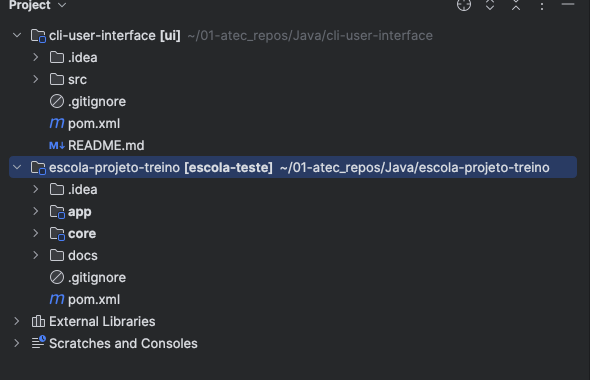 Project
cli-user-interface [ui] ~/01-atec_repos/Java/cli-user-interface
.idea
src
.gitignore
pom.xml
README.md
escola-projeto-treino [escola-teste] ~/01-atec_repos/Java/escola-projeto-treino
.idea
app
core
docs
.gitignore
pom.xml
External Libraries
Scratches and Consoles